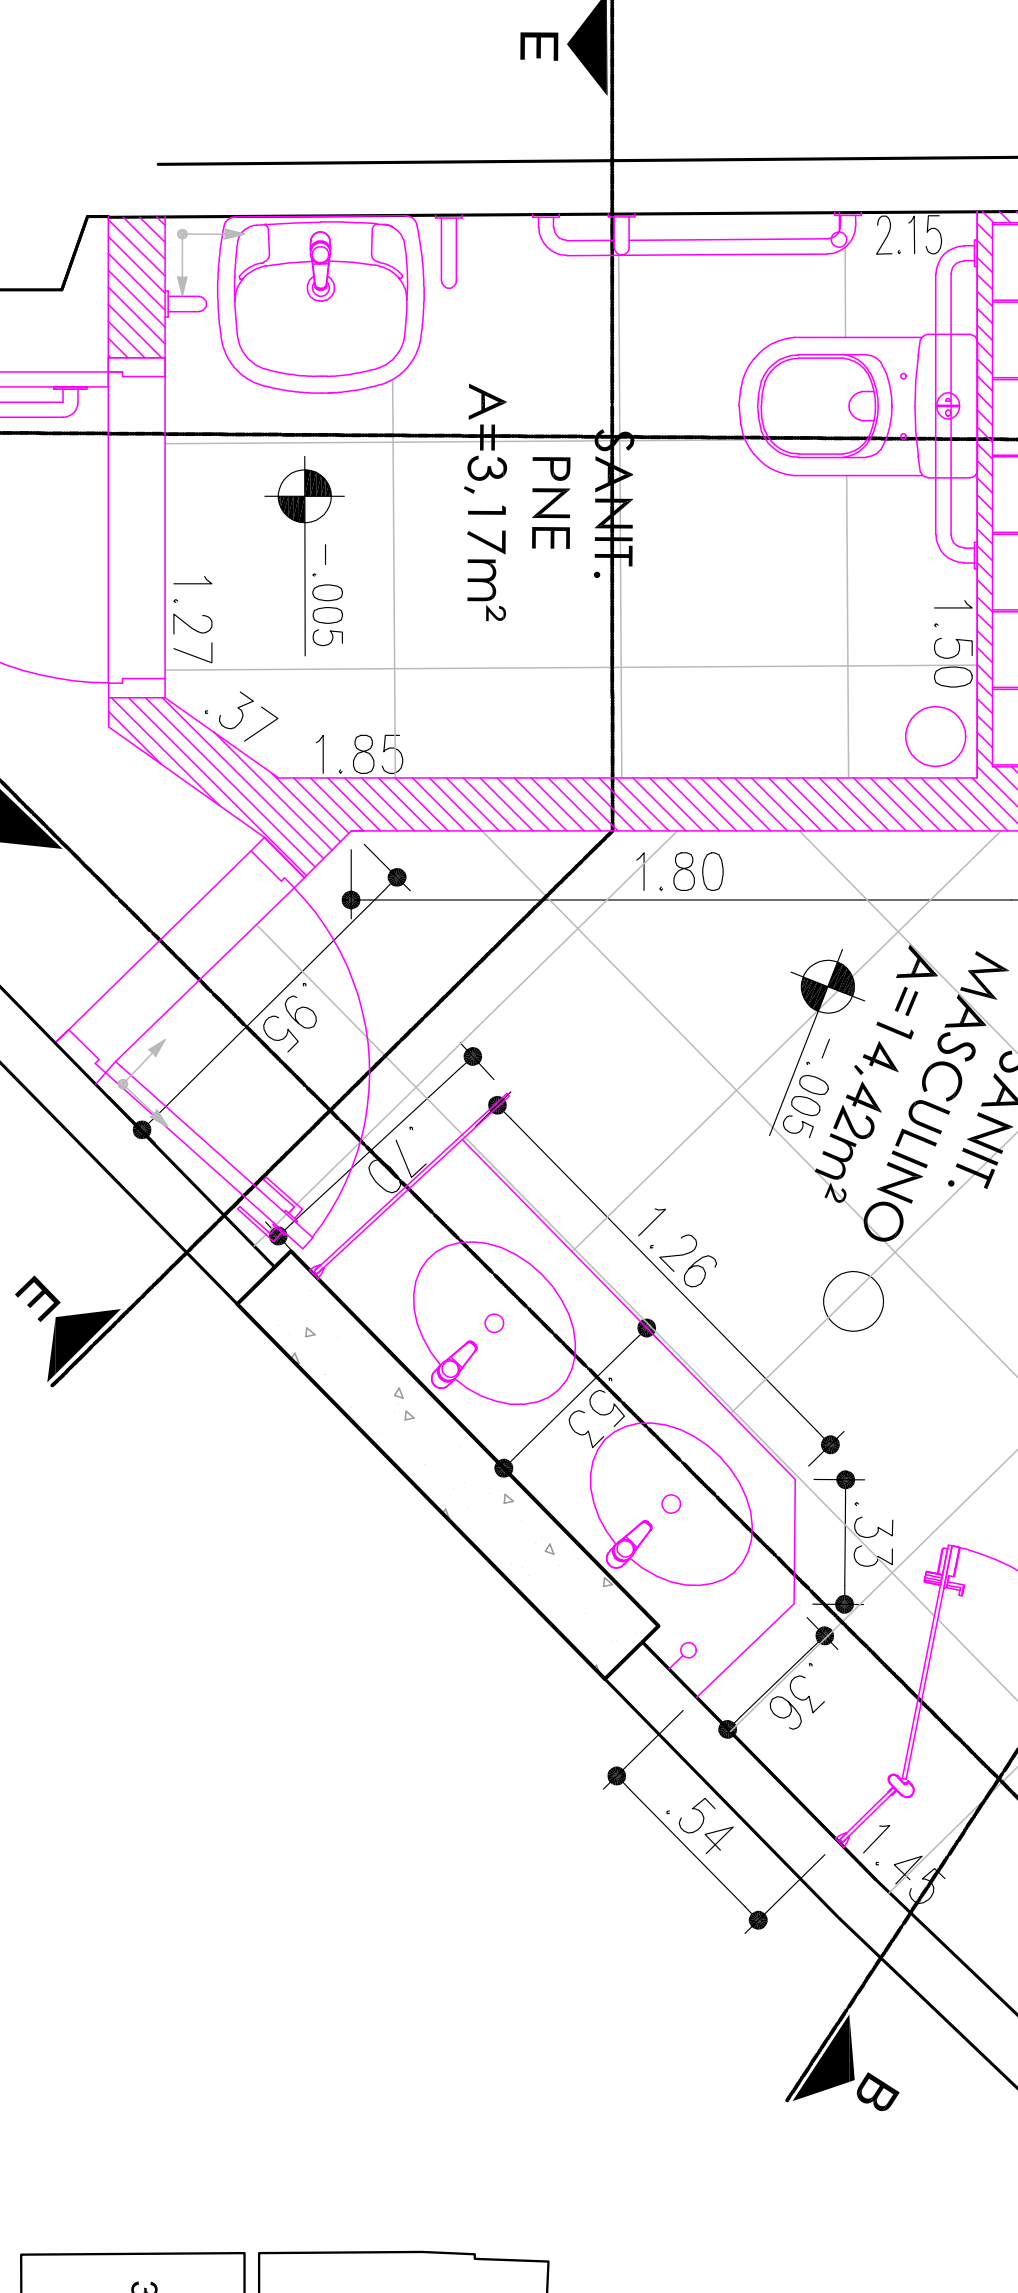 E
2.15
SANIT.
PNE
A=3,17m²
-.005
1.27
1.50
.37
1.85
1.80
.95
SANIT.
MASCULINO
A=14,42m²
-.005
.70
1.26
E
.53
.33
.36
.54
1.45
B
3